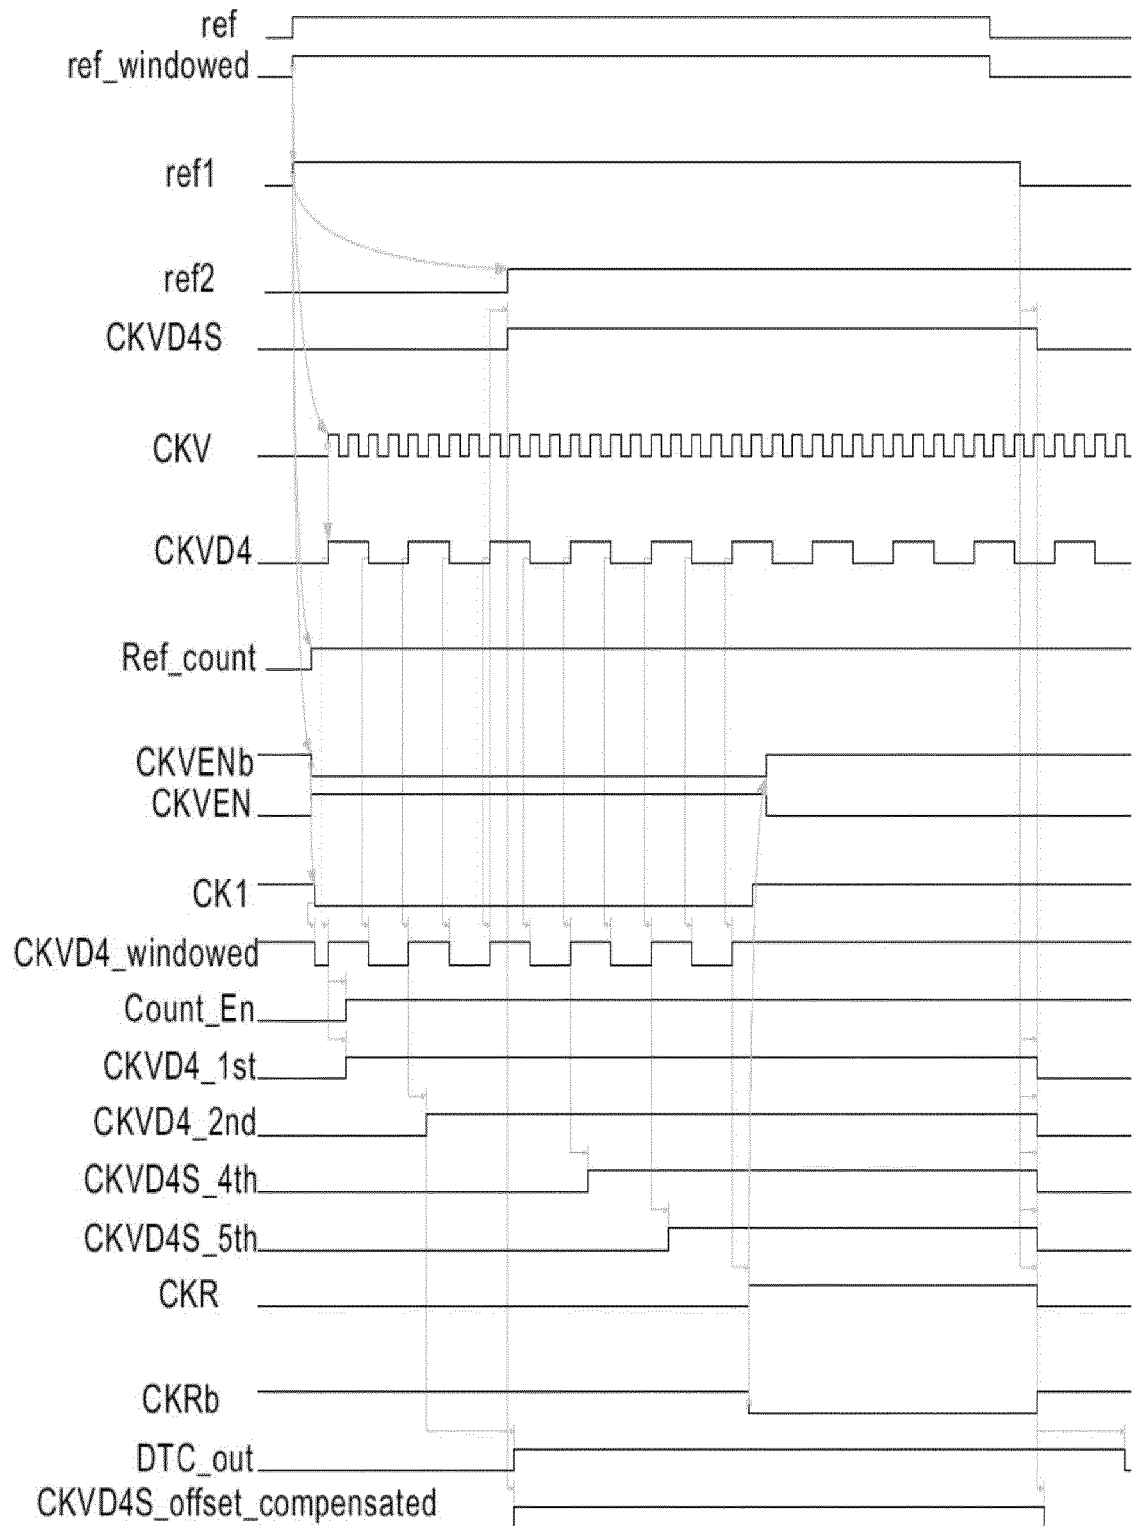 ref
ref_windowed
ref1
ref2
CKVD4S
CKV
CKVD4
Ref_count
CKVENb
CKVEN
CK1
CKVD4_windowed
Count_En
CKVD4_1st
CKVD4_2nd
CKVD4S_4th
CKVD4S_5th
CKR
CKRb
DTC_out
CKVD4S_offset_compensated